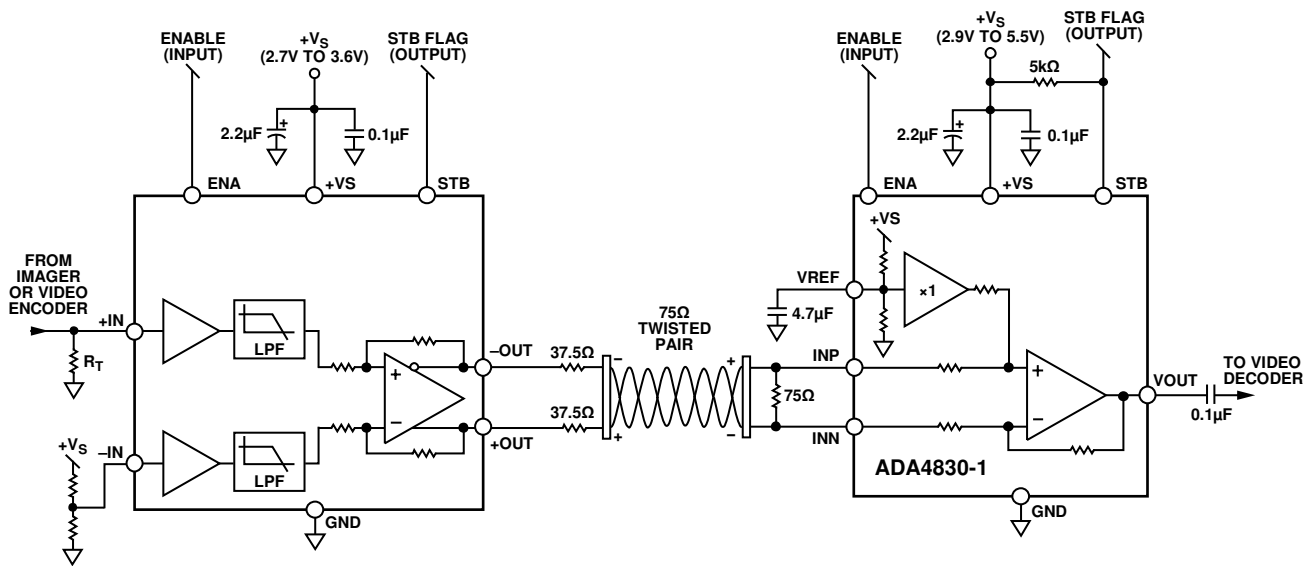 ENABLE
(INPUT)
+VS
(2.7V TO 3.6V)
STB FLAG
(OUTPUT)
2.2µF
+
0.1µF
ENA
+VS
STB
FROM
IMAGER
OR VIDEO
ENCODER
+IN
RT
LPF
+
−
−OUT
37.5Ω
+VS
−IN
LPF
+OUT
37.5Ω
GND
75Ω
TWISTED
PAIR
−
+
+
−
75Ω
ENABLE
(INPUT)
+VS
(2.9V TO 5.5V)
STB FLAG
(OUTPUT)
5kΩ
2.2µF
+
0.1µF
ENA
+VS
STB
+VS
VREF
×1
4.7µF
INP
INN
+
−
VOUT
TO VIDEO
DECODER
0.1µF
ADA4830-1
GND